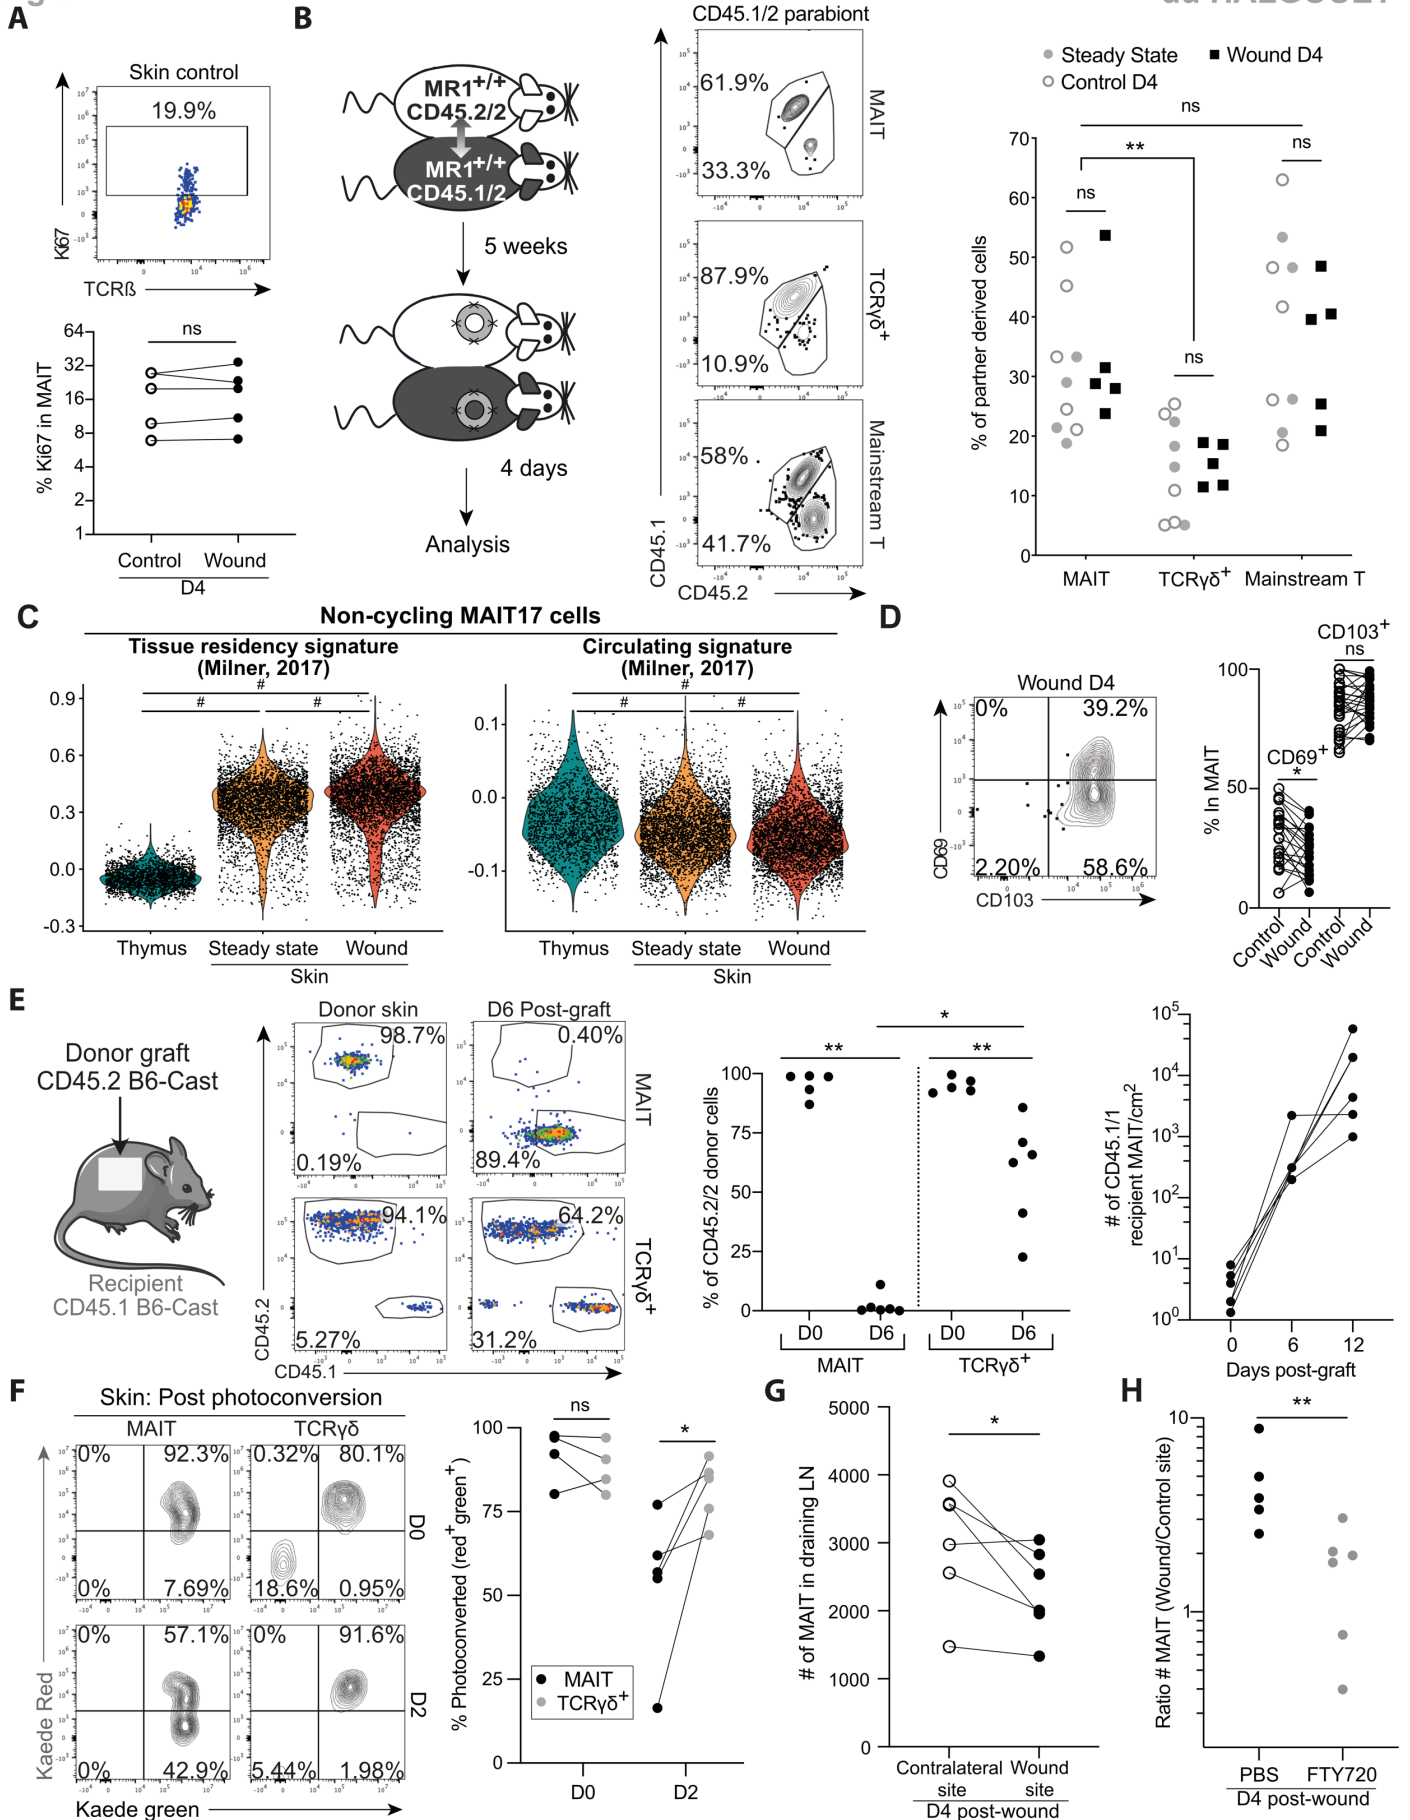 A
Skin control
19.9%
10⁷
10⁶
10⁵
10⁴
10³
0
-10³
Ki67
0
10⁴
10⁶
TCRß
ns
64
32
16
8
4
2
1
% Ki67 in MAIT
Control
Wound
D4
B
MR1+/+
CD45.2/2
MR1+/+
CD45.1/2
5 weeks
4 days
Analysis
CD45.1/2 parabiont
61.9%
33.3%
MAIT
87.9%
10.9%
TCRγδ+
58%
41.7%
Mainstream T
CD45.1
CD45.2
Steady State
Wound D4
Control D4
ns
**
ns
ns
ns
70
60
50
40
30
20
10
0
% of partner derived cells
MAIT
TCRγδ+
Mainstream T
C
Non-cycling MAIT17 cells
Tissue residency signature
(Milner, 2017)
Circulating signature
(Milner, 2017)
#
#
#
#
#
#
0.9
0.6
0.3
0.0
-0.3
0.1
0.0
-0.1
Thymus
Steady state
Wound
Skin
Thymus
Steady state
Wound
Skin
D
Wound D4
0%
39.2%
2.20%
58.6%
CD69
CD103
CD103+
ns
CD69+
*
100
50
0
% In MAIT
Control
Wound
Control
Wound
E
Donor graft
CD45.2 B6-Cast
Recipient
CD45.1 B6-Cast
Donor skin
D6 Post-graft
98.7%
0.19%
0.40%
89.4%
MAIT
94.1%
5.27%
64.2%
31.2%
TCRγδ+
CD45.2
CD45.1
*
**
**
100
75
50
25
0
% of CD45.2/2 donor cells
D0
D6
D0
D6
MAIT
TCRγδ+
10⁵
10⁴
10³
10²
10¹
10⁰
# of CD45.1/1
recipient MAIT/cm²
0
6
12
Days post-graft
F
Skin: Post photoconversion
MAIT
TCRγδ
0%
92.3%
0%
7.69%
0.32%
80.1%
18.6%
0.95%
D0
0%
57.1%
0%
42.9%
0%
91.6%
5.44%
1.98%
D2
Kaede Red
Kaede green
ns
*
100
75
50
25
0
% Photoconverted (red+green+)
MAIT
TCRγδ+
D0
D2
G
*
5000
4000
3000
2000
1000
0
# of MAIT in draining LN
Contralateral
site
Wound
site
D4 post-wound
H
**
10
1
Ratio # MAIT (Wound/Control site)
PBS
FTY720
D4 post-wound